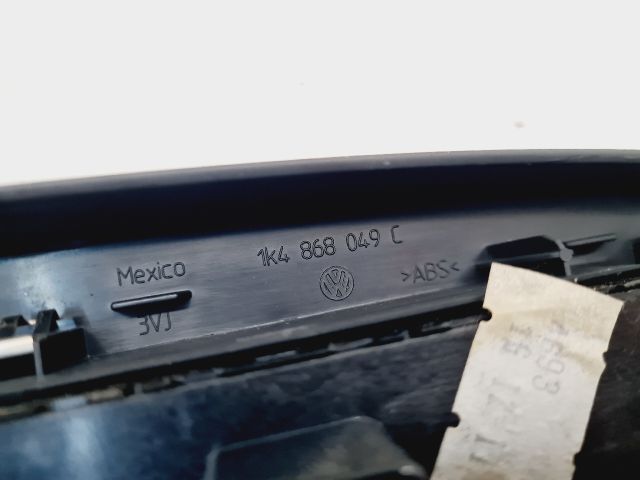 Mexico
3VJ
1K4 868 049 C
>ABS<